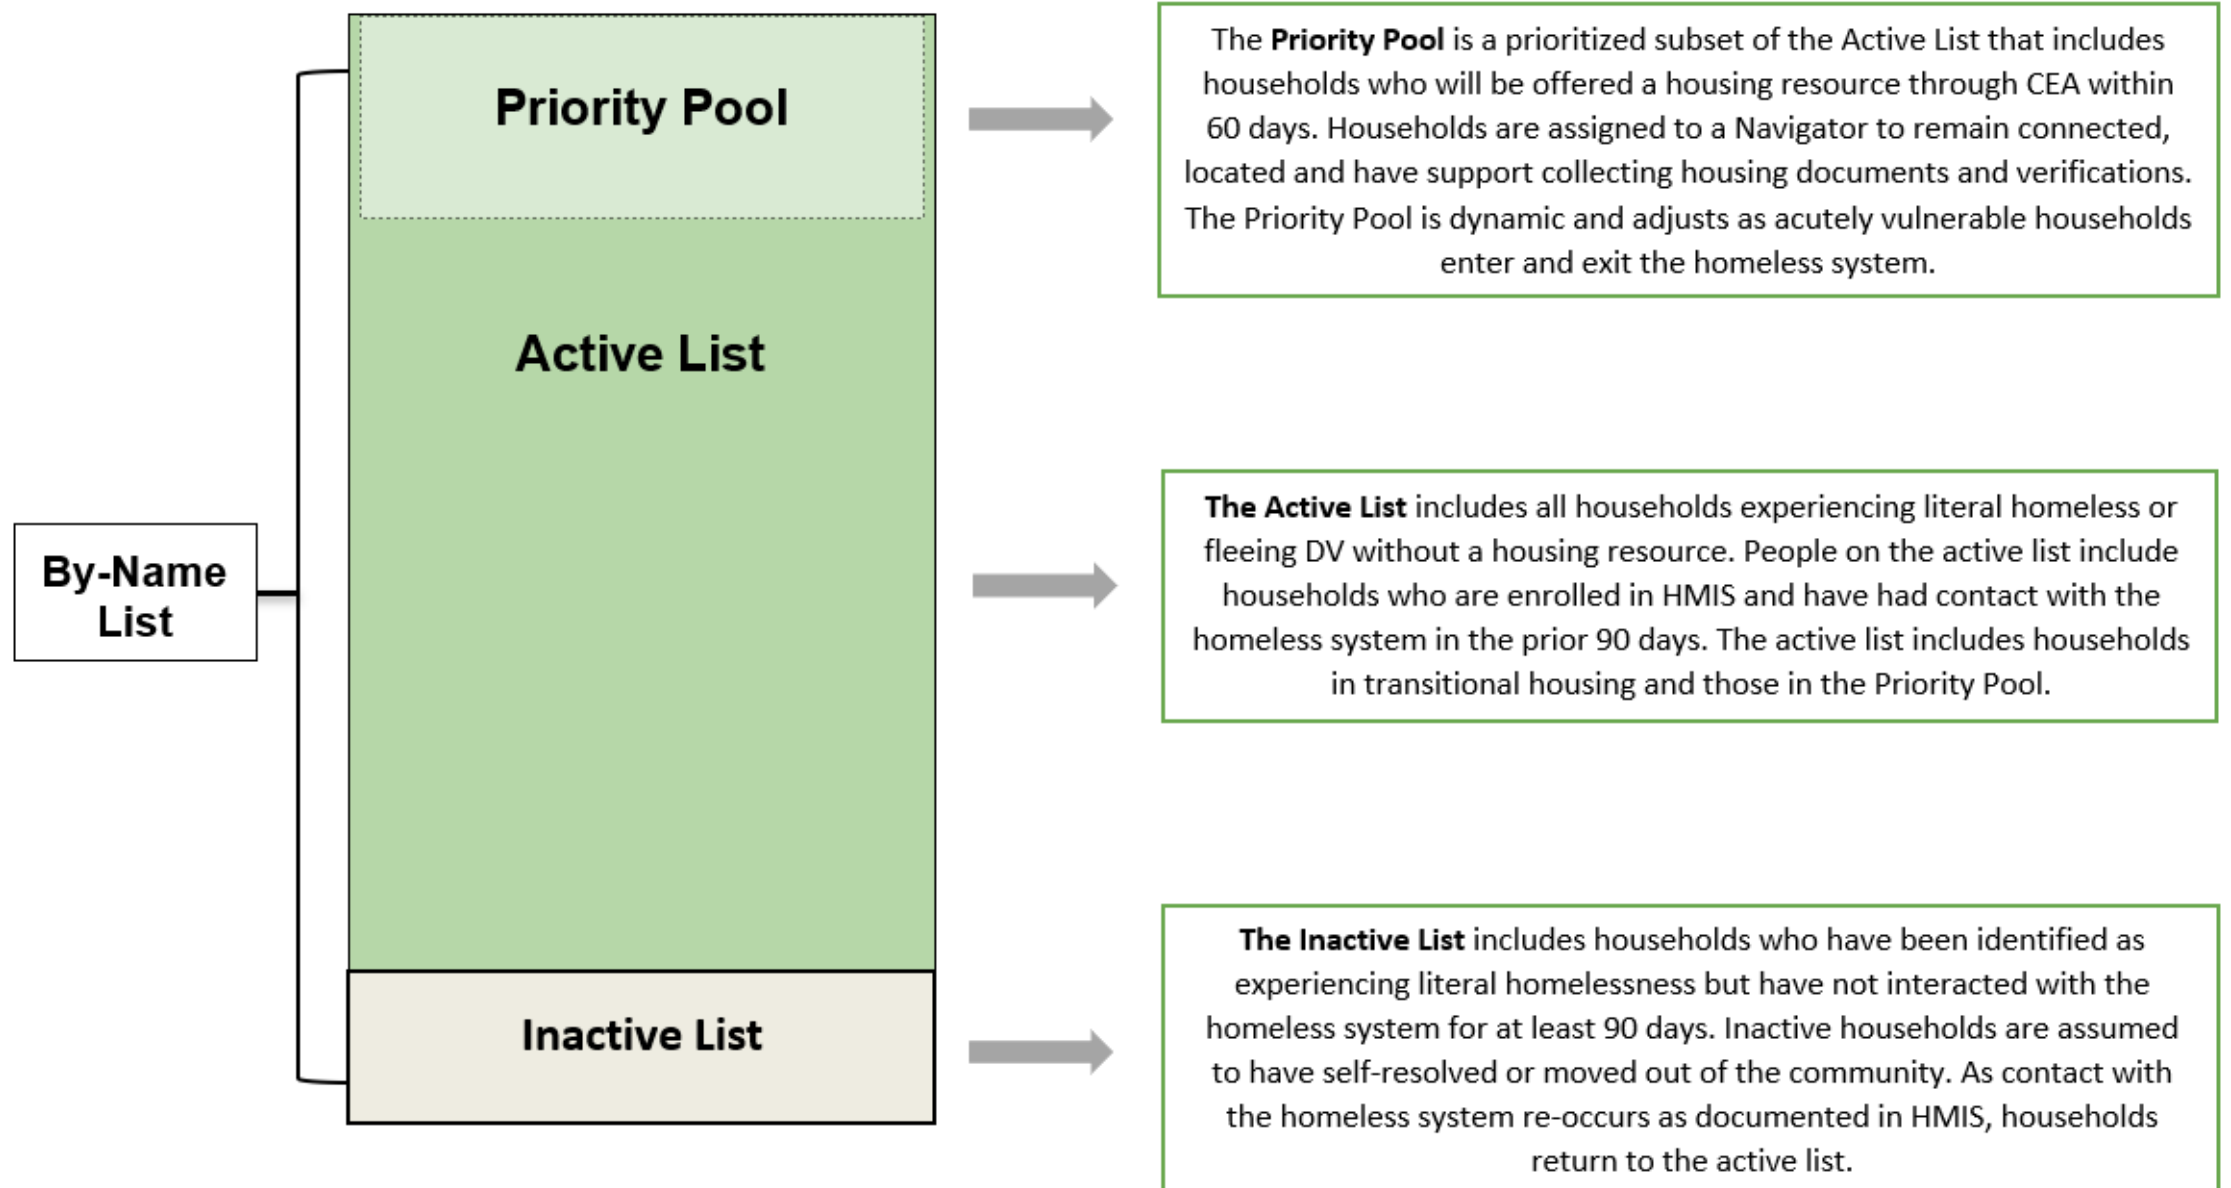 Priority Pool
Active List
By-Name
List
Inactive List
The Priority Pool is a prioritized subset of the Active List that includes
households who will be offered a housing resource through CEA within
60 days. Households are assigned to a Navigator to remain connected,
located and have support collecting housing documents and verifications.
The Priority Pool is dynamic and adjusts as acutely vulnerable households
enter and exit the homeless system.
The Active List includes all households experiencing literal homeless or
fleeing DV without a housing resource. People on the active list include
households who are enrolled in HMIS and have had contact with the
homeless system in the prior 90 days. The active list includes households
in transitional housing and those in the Priority Pool.
The Inactive List includes households who have been identified as
experiencing literal homelessness but have not interacted with the
homeless system for at least 90 days. Inactive households are assumed
to have self-resolved or moved out of the community. As contact with
the homeless system re-occurs as documented in HMIS, households
return to the active list.